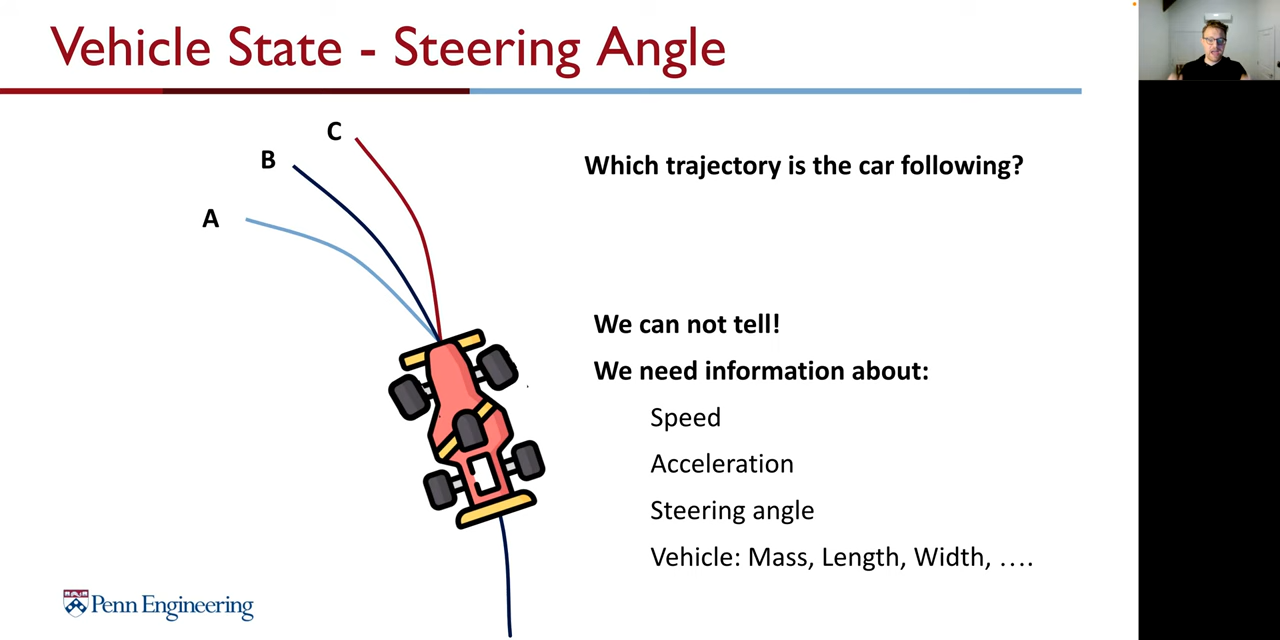 Vehicle State - Steering Angle
C
B
A
Which trajectory is the car following?
We can not tell!
We need information about:
Speed
Acceleration
Steering angle
Vehicle: Mass, Length, Width, ….
Penn Engineering